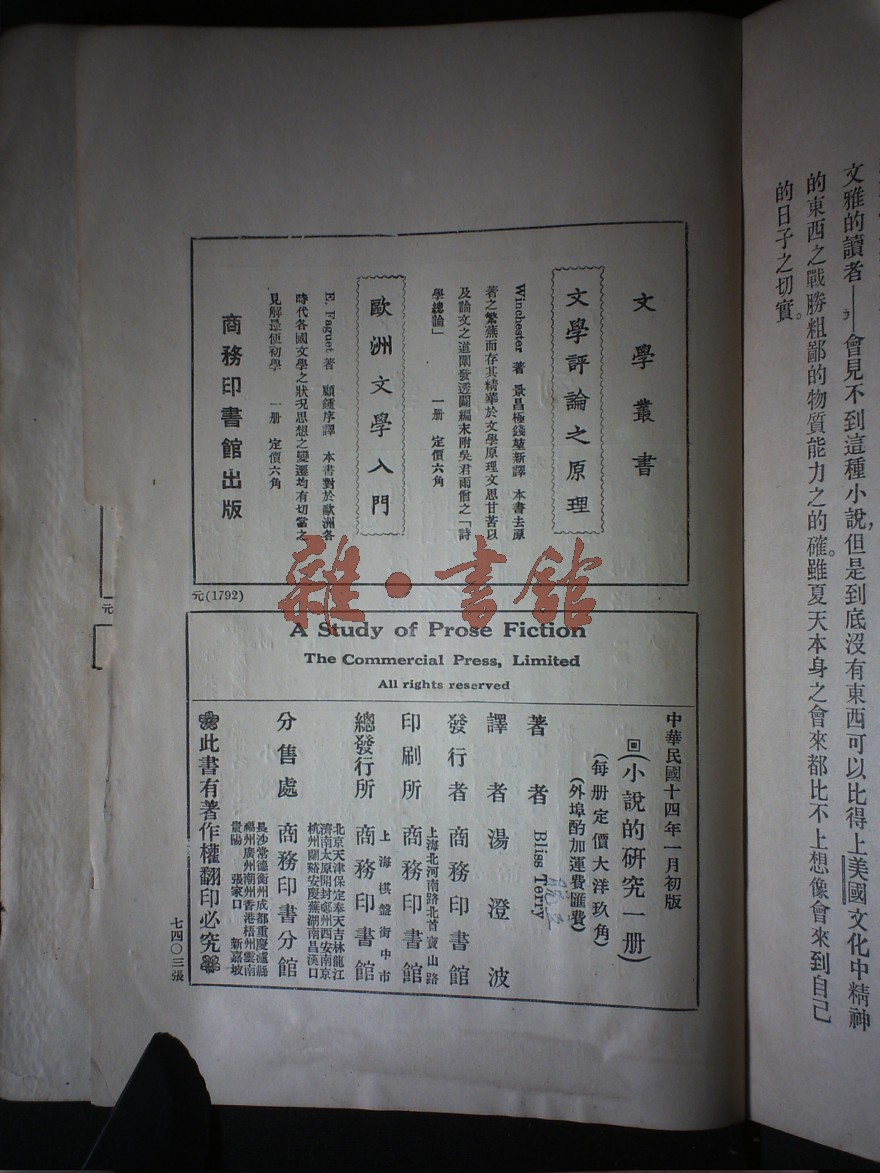 文雅的讀者——會見不到這種小說，但是到底沒有東西可以比得上美國文化中精神
的東西之戰勝粗鄙的物質能力之的確。雖夏天本身之會來都比不上想像會來到自己
的日子之切實。
文學叢書
文學評論之原理
Winchester 著 景昌極錢堃新譯 本書去原
著之繁蕪而存其精華於文學原理文思甘苦以
及論文之道闡發透闢編末附吳君雨僧之「詩
學總論」 一册 定價六角
歐洲文學入門
E. Faguet 著 顧鍾序譯 本書對於歐洲各
時代各國文學之狀況思想之變遷均有切當之
見解最便初學 一册 定價六角
商務印書館出版
元(1792)
雜·書館
A Study of Prose Fiction
The Commercial Press, Limited
All rights reserved
中華民國十四年一月初版
回(小說的研究一册)
(每册定價大洋玖角)
(外埠酌加運費匯費)
著者 Bliss Terry
譯者 湯澄波
發行者 商務印書館
上海北河南路北首寶山路
印刷所 商務印書館
上海棋盤街中市
總發行所 商務印書館
北京天津保定奉天吉林龍江
濟南太原開封鄭州西安南京
杭州蘭谿安慶蕪湖南昌漢口
分售處 商務印書分館
長沙常德衡州成都重慶瀘縣
福州廣州潮州香港梧州雲南
貴陽 張家口 新嘉坡
此書有著作權翻印必究
七四〇三張
元